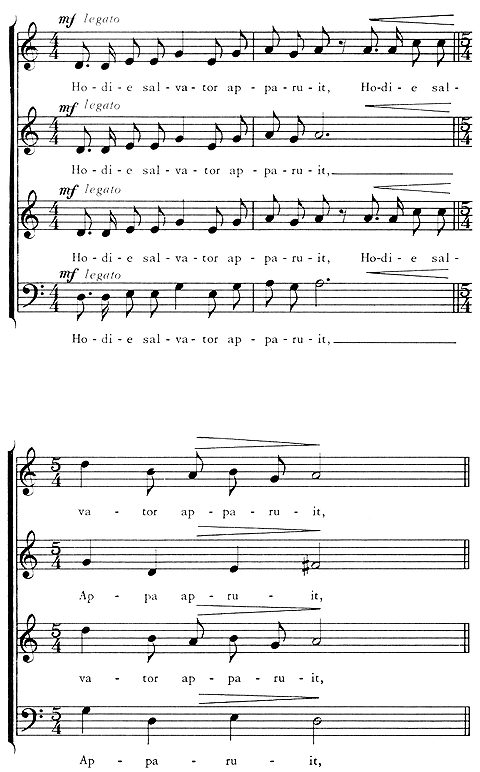 mf legato
Ho - di - e sal - va - tor ap - pa - ru - it, Ho-di - e sal -
mf legato
Ho - di - e sal - va - tor ap - pa - ru - it,
mf legato
Ho - di - e sal - va - tor ap - pa - ru - it, Ho-di - e sal -
mf legato
Ho - di - e sal - va - tor ap - pa - ru - it,
va - tor ap - pa - ru - it,
Ap - pa ap - ru - it,
va - tor ap - pa - ru - it,
Ap - pa - ru - it,